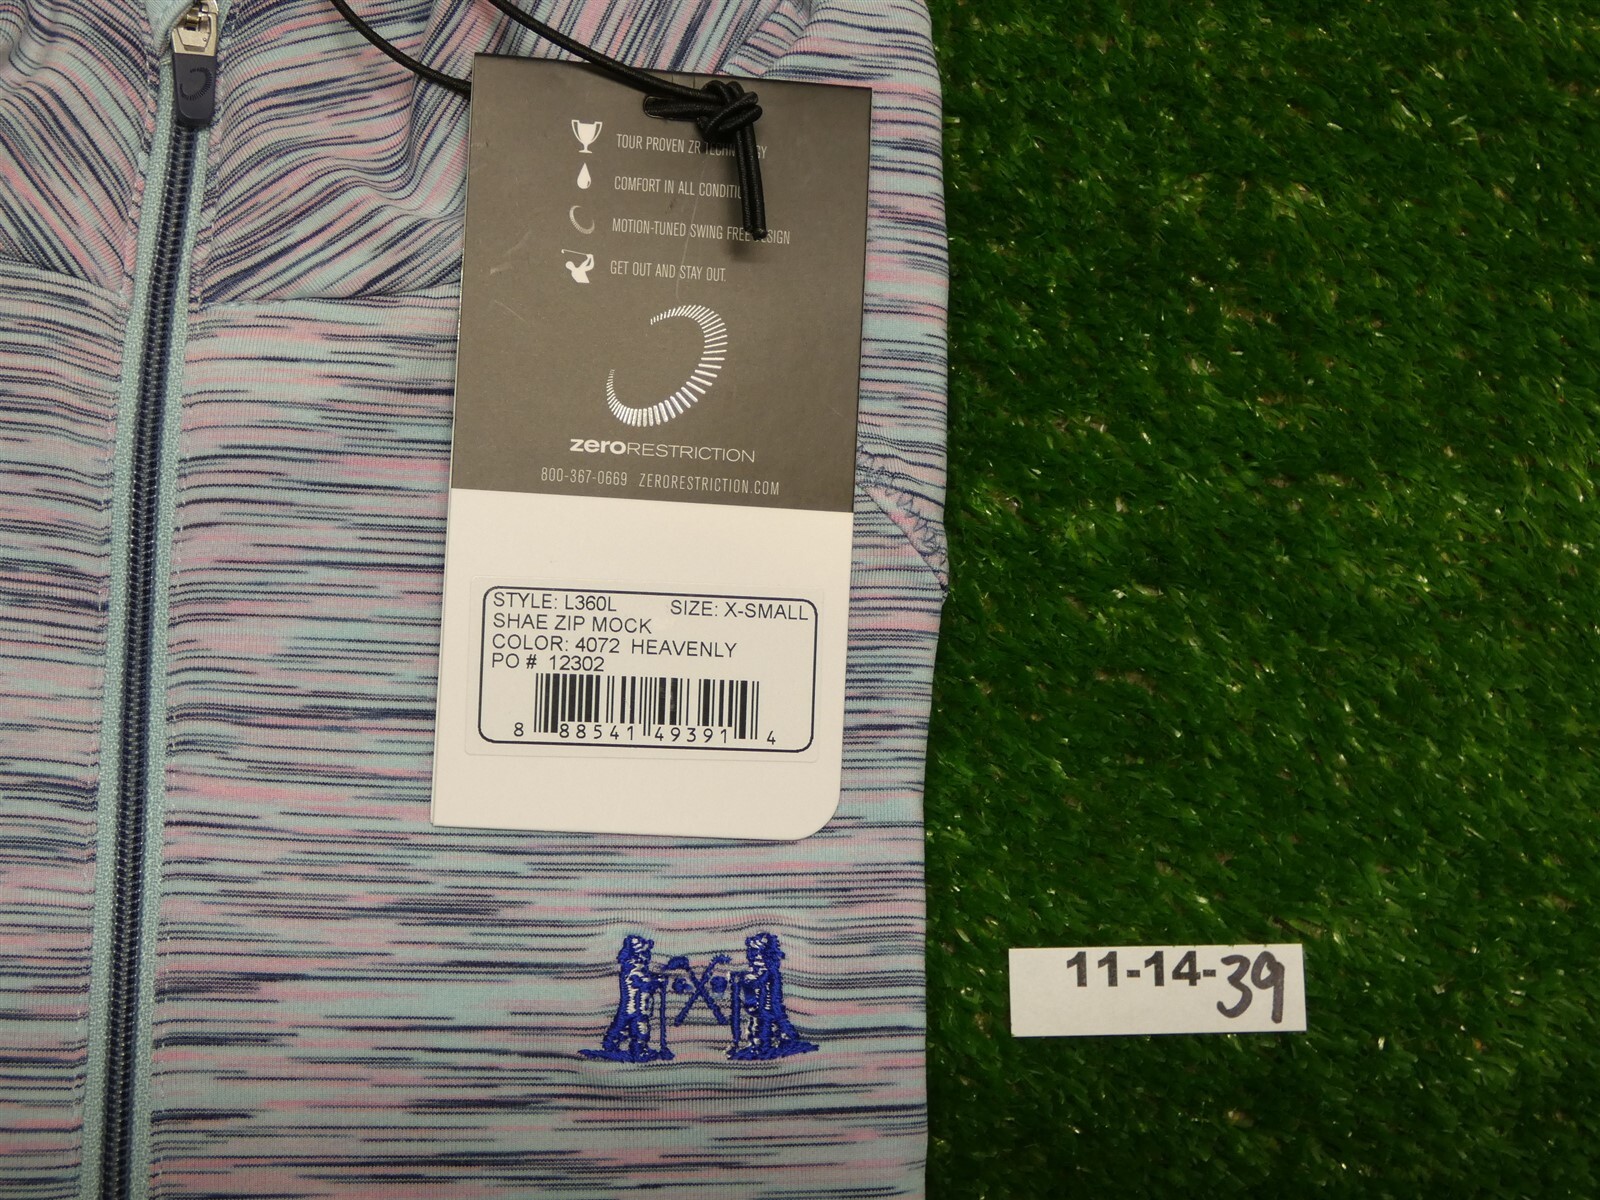 TOUR PROVEN ZR
COMFORT IN ALL
MOTION-TUNED SWING FREE
GET OUT AND STAY OUT.
zeroRESTRICTION
800-367-0669 ZERORESTRICTION.COM
STYLE: L360L SIZE: X-SMALL
SHAE ZIP MOCK
COLOR: 4072 HEAVENLY
PO # 12302
8 88541 49391 4
11-14-39